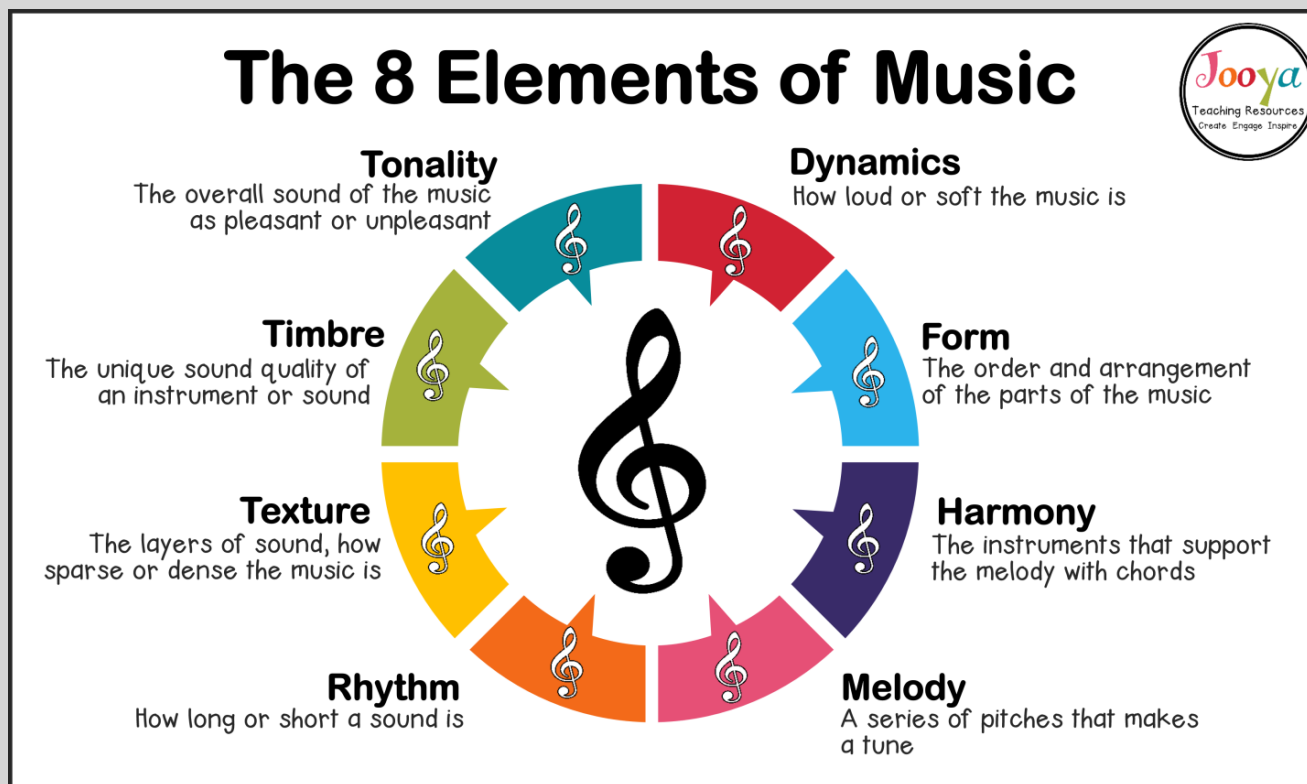 The 8 Elements of Music
Jooya
Teaching Resources
Create Engage Inspire
Tonality
The overall sound of the music
as pleasant or unpleasant
Dynamics
How loud or soft the music is
Timbre
The unique sound quality of
an instrument or sound
Form
The order and arrangement
of the parts of the music
Texture
The layers of sound, how
sparse or dense the music is
Harmony
The instruments that support
the melody with chords
Rhythm
How long or short a sound is
Melody
A series of pitches that makes
a tune